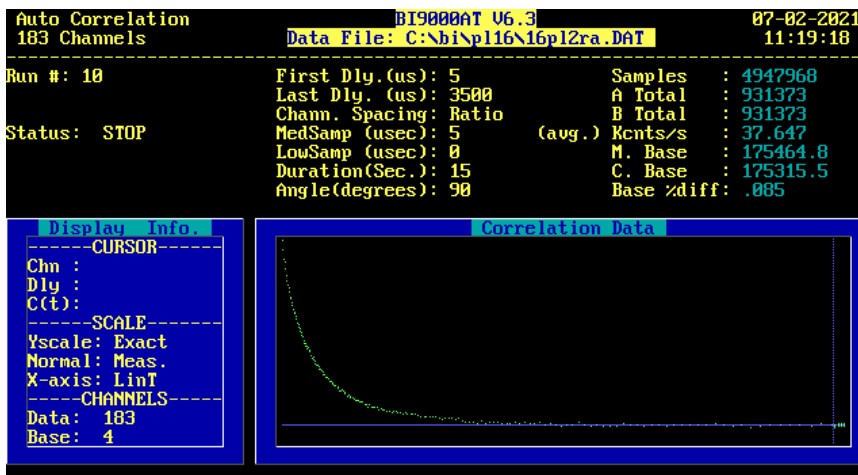 Auto Correlation BI9000AT V6.3 07-02-2021
183 Channels Data File: C:\bi\pl16\16pl2ra.DAT 11:19:18
Run #: 10 First Dly.(us): 5 Samples : 4947968
Last Dly. (us): 3500 A Total : 931373
Chann. Spacing: Ratio B Total : 931373
Status: STOP MedSamp (usec): 5 (avg.) Kcnts/s : 37.647
LowSamp (usec): 0 M. Base : 175464.8
Duration(Sec.): 15 C. Base : 175315.5
Angle(degrees): 90 Base %diff: .085
Display Info. Correlation Data
------CURSOR------
Chn :
Dly :
C(t):
------SCALE------
Yscale: Exact
Normal: Meas.
X-axis: LinT
-----CHANNELS-----
Data: 183
Base: 4